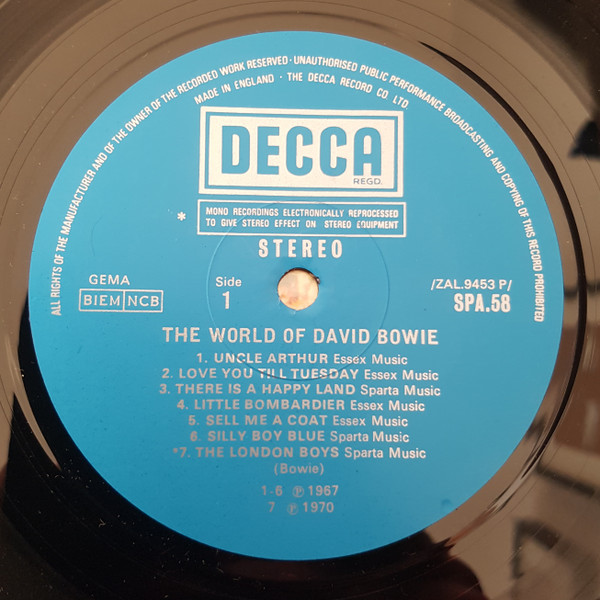 ALL RIGHTS OF THE MANUFACTURER AND OF THE OWNER OF THE RECORDED WORK RESERVED · UNAUTHORISED PUBLIC PERFORMANCE BROADCASTING AND COPYING OF THIS RECORD PROHIBITED
MADE IN ENGLAND · THE DECCA RECORD CO LTD
DECCA
REGD.
* MONO RECORDINGS ELECTRONICALLY REPROCESSED
TO GIVE STEREO EFFECT ON STEREO EQUIPMENT
STEREO
GEMA
BIEM NCB
Side
1
/ZAL.9453 P/
SPA.58
THE WORLD OF DAVID BOWIE
1. UNCLE ARTHUR Essex Music
2. LOVE YOU TILL TUESDAY Essex Music
3. THERE IS A HAPPY LAND Sparta Music
4. LITTLE BOMBARDIER Essex Music
5. SELL ME A COAT Essex Music
6. SILLY BOY BLUE Sparta Music
*7. THE LONDON BOYS Sparta Music
(Bowie)
1-6 ℗ 1967
7 ℗ 1970